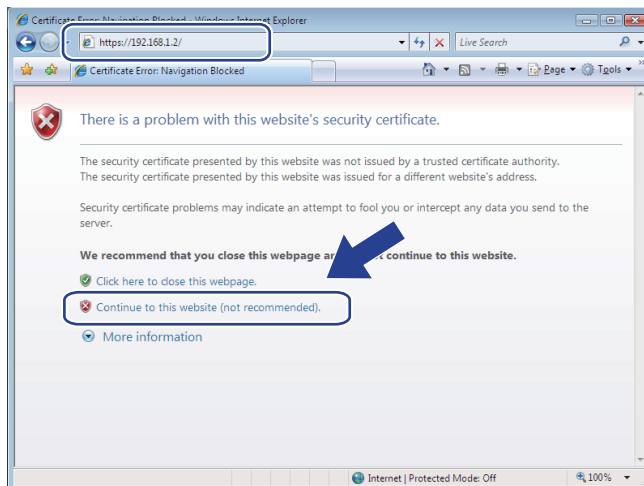 Certificate Error: Navigation Blocked - Windows Internet Explorer
https://192.168.1.2/
Live Search
Certificate Error: Navigation Blocked
Page
Tools
There is a problem with this website's security certificate.
The security certificate presented by this website was not issued by a trusted certificate authority.
The security certificate presented by this website was issued for a different website's address.
Security certificate problems may indicate an attempt to fool you or intercept any data you send to the
server.
We recommend that you close this webpage continue to this website.
Click here to close this webpage.
Continue to this website (not recommended).
More information
Internet | Protected Mode: Off
100%